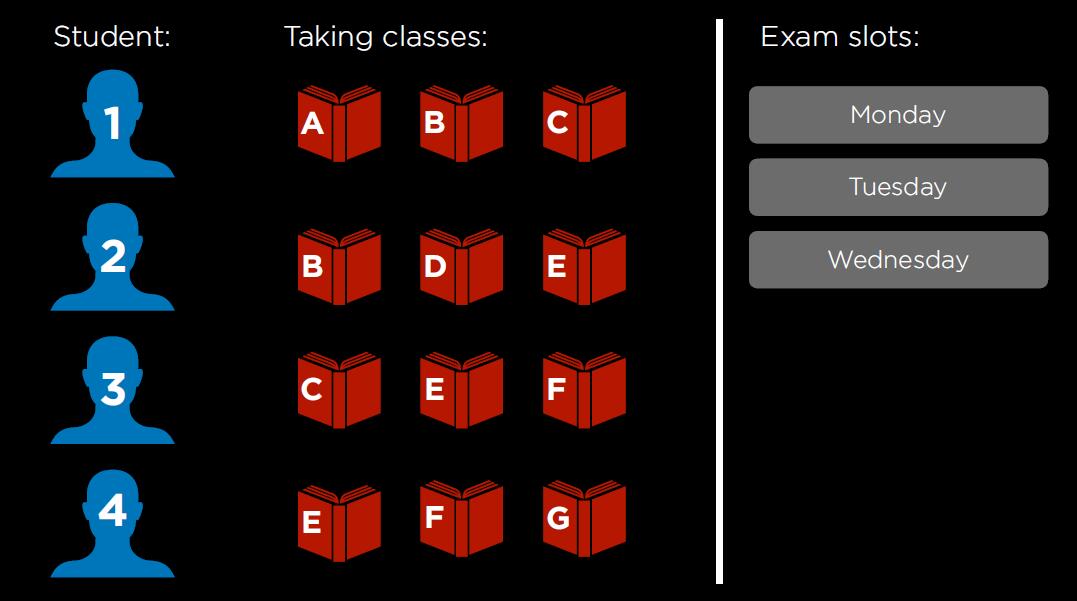 Student: Taking classes: Exam slots:
1 A B C Monday
Tuesday
2 B D E Wednesday
3 C E F
4 E F G